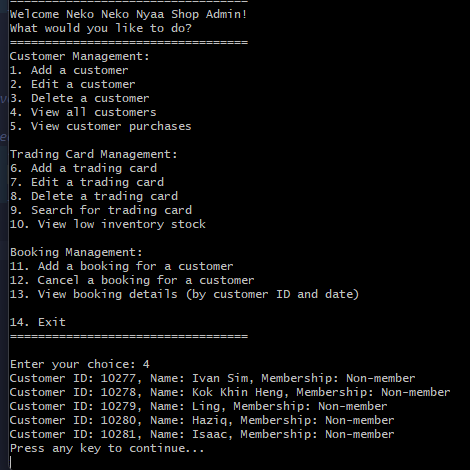 ==================================
Welcome Neko Neko Nyaa Shop Admin!
What would you like to do?
==================================
Customer Management:
1. Add a customer
2. Edit a customer
3. Delete a customer
4. View all customers
5. View customer purchases
Trading Card Management:
6. Add a trading card
7. Edit a trading card
8. Delete a trading card
9. Search for trading card
10. View low inventory stock
Booking Management:
11. Add a booking for a customer
12. Cancel a booking for a customer
13. View booking details (by customer ID and date)
14. Exit
==================================
Enter your choice: 4
Customer ID: 10277, Name: Ivan Sim, Membership: Non-member
Customer ID: 10278, Name: Kok Khin Heng, Membership: Non-member
Customer ID: 10279, Name: Ling, Membership: Non-member
Customer ID: 10280, Name: Haziq, Membership: Non-member
Customer ID: 10281, Name: Isaac, Membership: Non-member
Press any key to continue...